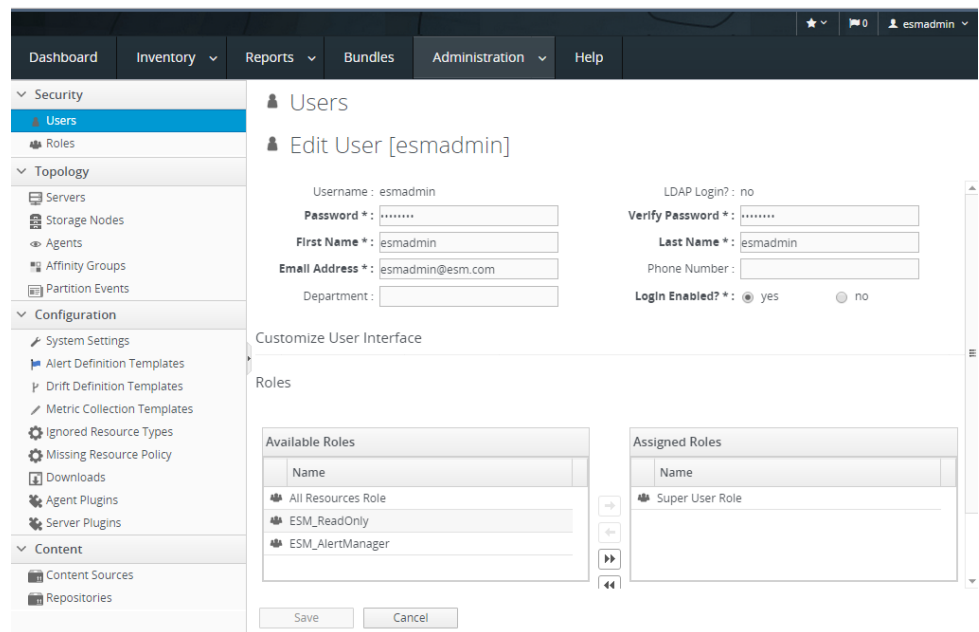 0
esmadmin
Dashboard Inventory Reports Bundles Administration Help
Security
Users
Roles
Topology
Servers
Storage Nodes
Agents
Affinity Groups
Partition Events
Configuration
System Settings
Alert Definition Templates
Drift Definition Templates
Metric Collection Templates
Ignored Resource Types
Missing Resource Policy
Downloads
Agent Plugins
Server Plugins
Content
Content Sources
Repositories
Users
Edit User [esmadmin]
Username : esmadmin LDAP Login? : no
Password * : •••••••• Verify Password * : ••••••••
First Name * : esmadmin Last Name * : esmadmin
Email Address * : esmadmin@esm.com Phone Number :
Department : Login Enabled? * : yes no
Customize User Interface
Roles
Available Roles
Name
All Resources Role
ESM_ReadOnly
ESM_AlertManager
Assigned Roles
Name
Super User Role
Save Cancel